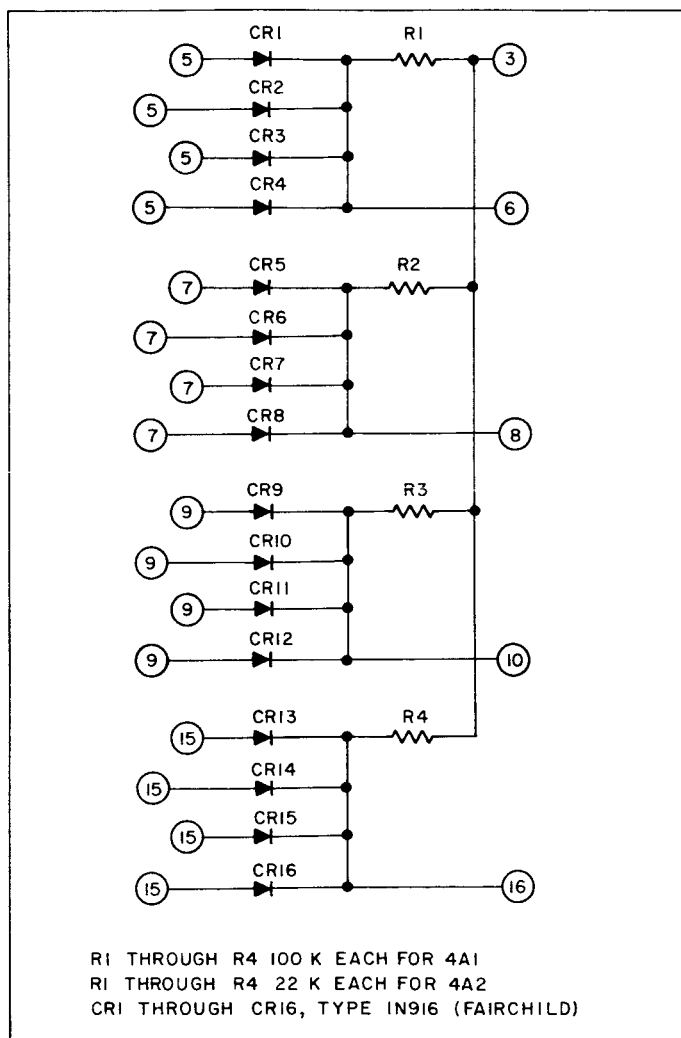 CR1 R1
5 3
CR2
5
CR3
5
CR4
5 6
CR5 R2
7
CR6
7
CR7
7
CR8
7 8
CR9 R3
9
CR10
9
CR11
9
CR12
9 10
CR13 R4
15
CR14
15
CR15
15
CR16
15 16
R1 THROUGH R4 100 K EACH FOR 4A1
R1 THROUGH R4 22 K EACH FOR 4A2
CR1 THROUGH CR16, TYPE IN916 (FAIRCHILD)